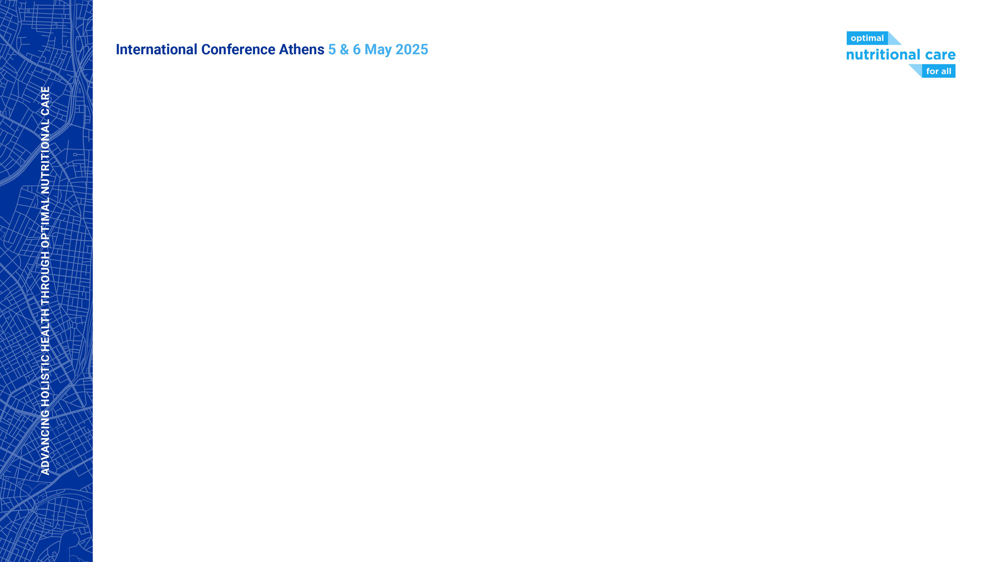 International Conference Athens 5 & 6 May 2025
optimal
nutritional care
for all
ADVANCING HOLISTIC HEALTH THROUGH OPTIMAL NUTRITIONAL CARE